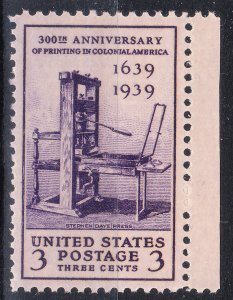 300TH ANNIVERSARY
OF PRINTING IN COLONIAL AMERICA
1639
1939
STEPHEN DAYE PRESS
UNITED STATES
3 POSTAGE 3
THREE CENTS